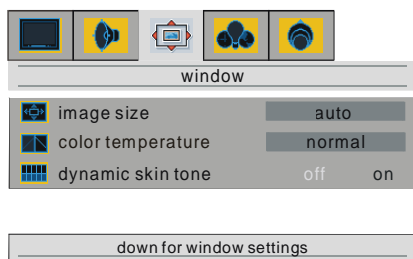 window
image size auto
color temperature normal
dynamic skin tone off on
down for window settings